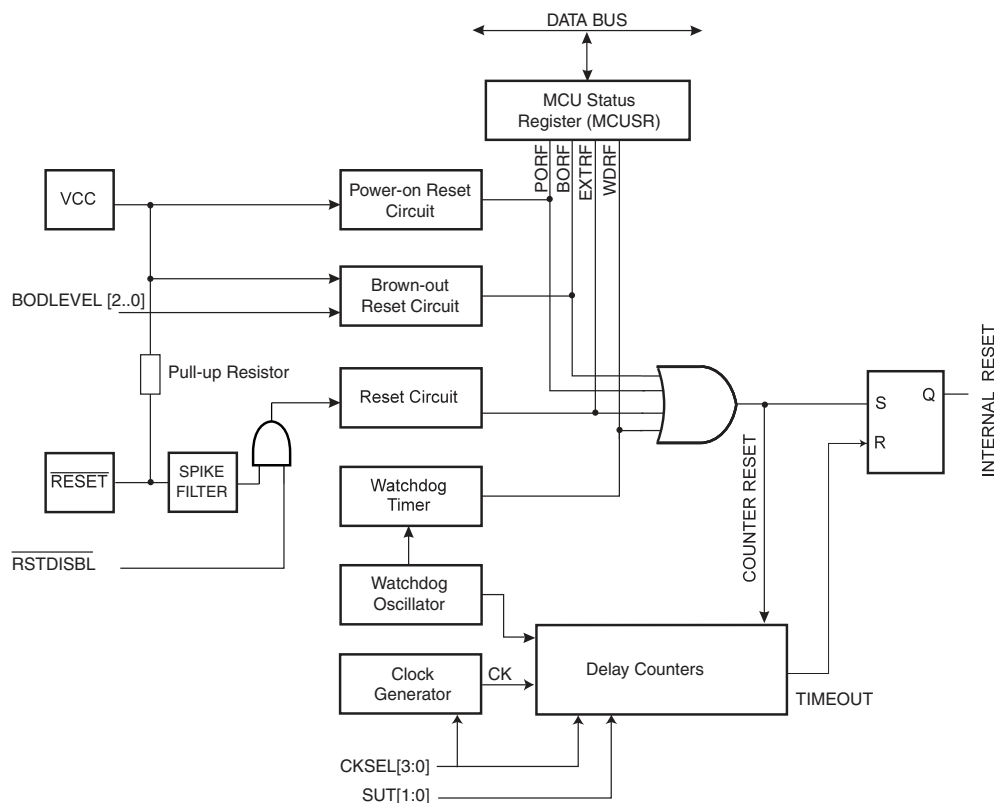 DATA BUS
MCU Status
Register (MCUSR)
PORF
BORF
EXTRF
WDRF
VCC
Power-on Reset
Circuit
BODLEVEL [2..0]
Brown-out
Reset Circuit
Pull-up Resistor
Reset Circuit
S
Q
R
INTERNAL RESET
RESET
SPIKE
FILTER
COUNTER RESET
Watchdog
Timer
RSTDISBL
Watchdog
Oscillator
Clock
Generator
CK
Delay Counters
TIMEOUT
CKSEL[3:0]
SUT[1:0]